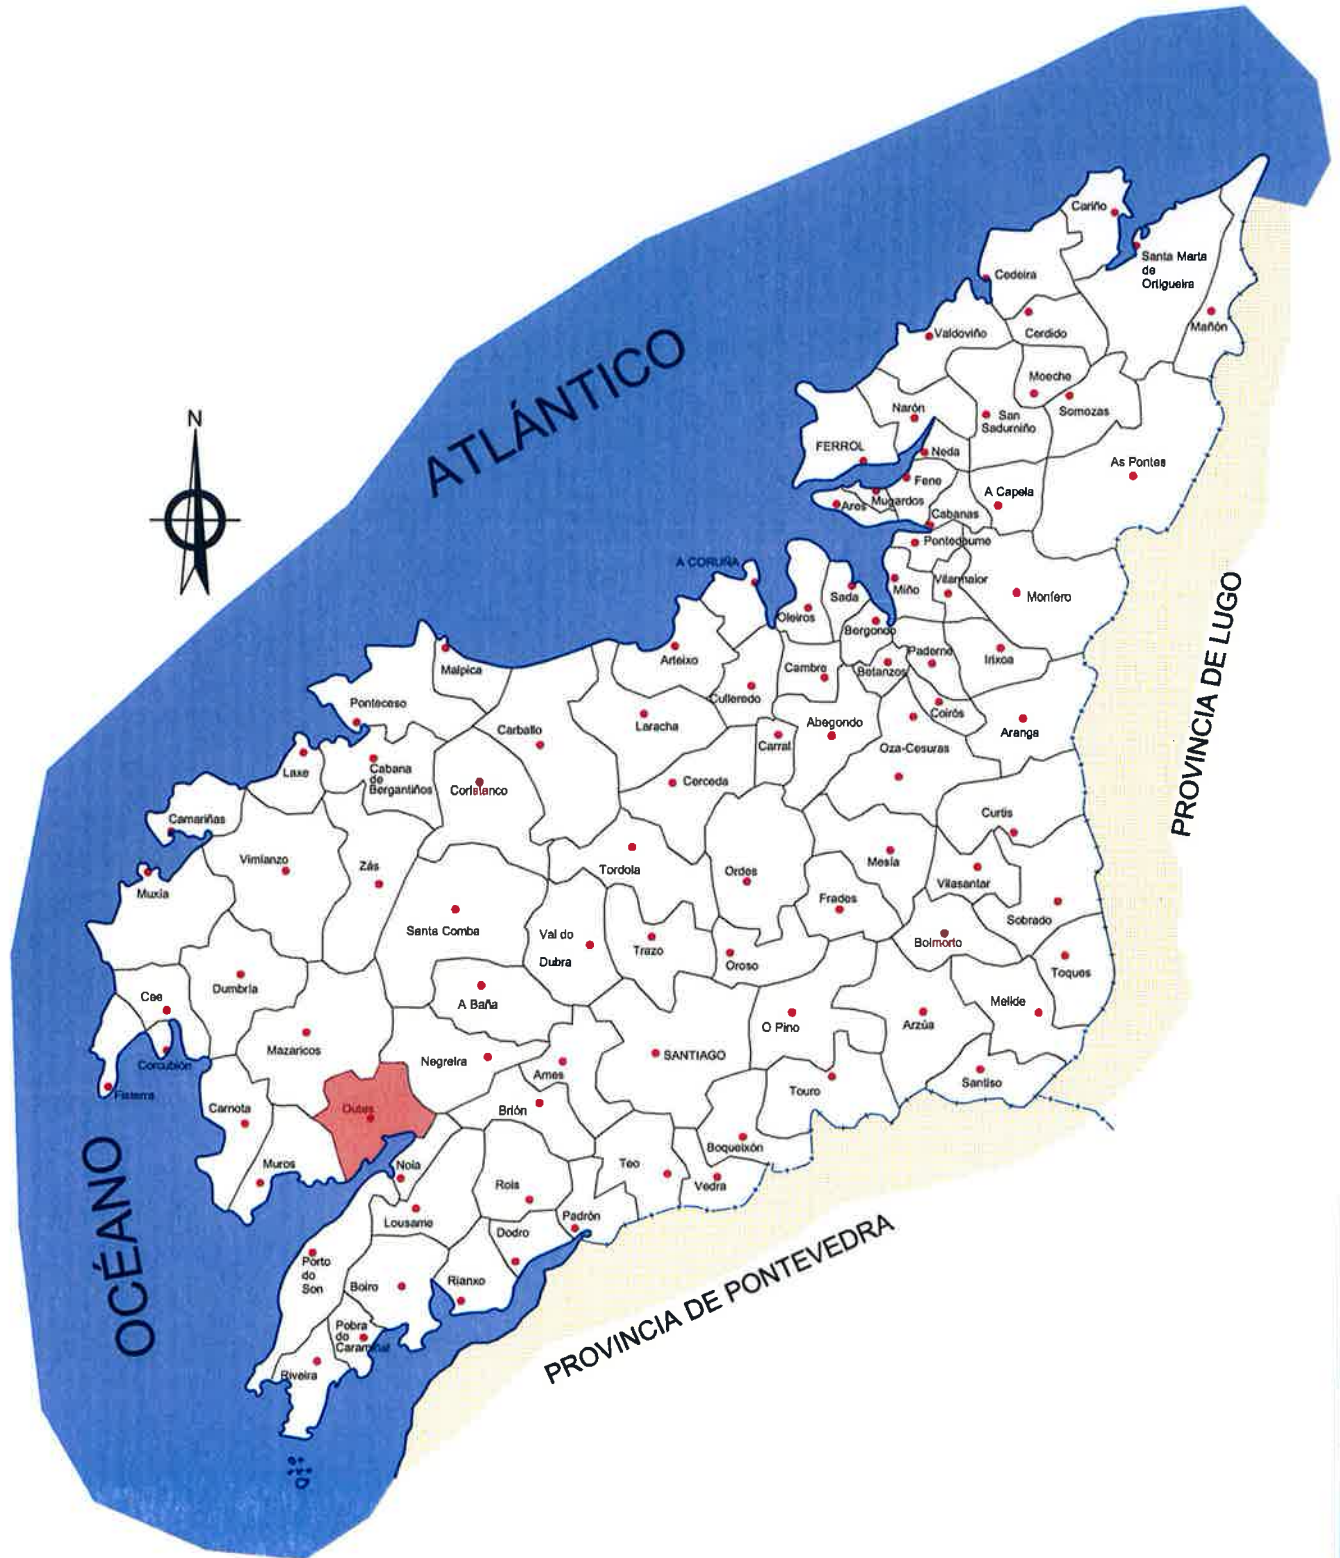 Cariño
Santa Marta
de
Ortigueira
Cedeira
Mañón
Valdoviño
Cerdido
ATLÁNTICO
Moeche
Narón
San
Sadurniño
Somozas
N
FERROL
Neda
As Pontes
Fene
A Capela
Mugardos
Ares
Cabanas
Pontedeume
A CORUÑA
Vilarmaior
Miño
Sada
Monfero
Oleiros
Bergondo
PROVINCIA DE LUGO
Paderne
Irixoa
Arteixo
Cambre
Betanzos
Malpica
Culleredo
Coirós
Ponteceso
Abegondo
Laracha
Carballo
Aranga
Carral
Oza-Cesuras
Laxe
Cabana
de
Bergantiños
Cerceda
Coristanco
Curtis
Camariñas
Vimianzo
Zás
Tordoia
Ordes
Mesía
Vilasantar
Muxía
Frades
Sobrado
Santa Comba
Val do
Dubra
Trazo
Boimorto
Oroso
Toques
Dumbría
Cee
A Baña
Melide
O Pino
Arzúa
Mazaricos
SANTIAGO
Negreira
Corcubión
Ames
Santiso
Touro
Fisterra
Carnota
Outes
Brión
Boqueixón
Muros
Noia
Teo
Rois
Vedra
Lousame
Padrón
Dodro
OCÉANO
Porto
do
Son
Boiro
Rianxo
PROVINCIA DE PONTEVEDRA
Pobra
do
Caramiñal
Riveira